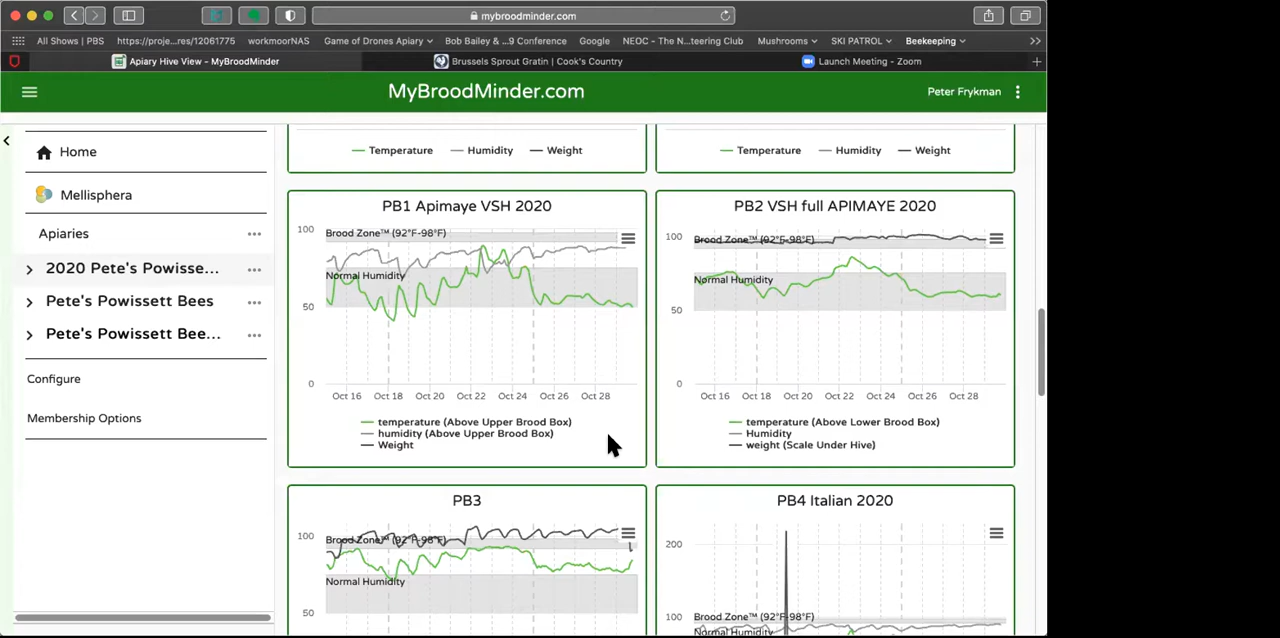 mybroodminder.com
All Shows | PBS https://proje...res/12061775 workmoorNAS Game of Drones Apiary Bob Bailey &...9 Conference Google NEOC - The N...teering Club Mushrooms SKI PATROL Beekeeping
Apiary Hive View - MyBroodMinder Brussels Sprout Gratin | Cook's Country Launch Meeting - Zoom
MyBroodMinder.com
Peter Frykman
Home
Mellisphera
Apiaries
2020 Pete's Powisse...
Pete's Powissett Bees
Pete's Powissett Bee...
Configure
Membership Options
Temperature Humidity Weight
Temperature Humidity Weight
PB1 Apimaye VSH 2020
100
Brood Zone™ (92°F-98°F)
Normal Humidity
50
0
Oct 16 Oct 18 Oct 20 Oct 22 Oct 24 Oct 26 Oct 28
temperature (Above Upper Brood Box)
humidity (Above Upper Brood Box)
Weight
PB2 VSH full APIMAYE 2020
100
Brood Zone™ (92°F-98°F)
Normal Humidity
50
0
Oct 16 Oct 18 Oct 20 Oct 22 Oct 24 Oct 26 Oct 28
temperature (Above Lower Brood Box)
Humidity
weight (Scale Under Hive)
PB3
100
Brood Zone™ (92°F-98°F)
Normal Humidity
50
PB4 Italian 2020
200
100
Brood Zone™ (92°F-98°F)
Normal Humidity